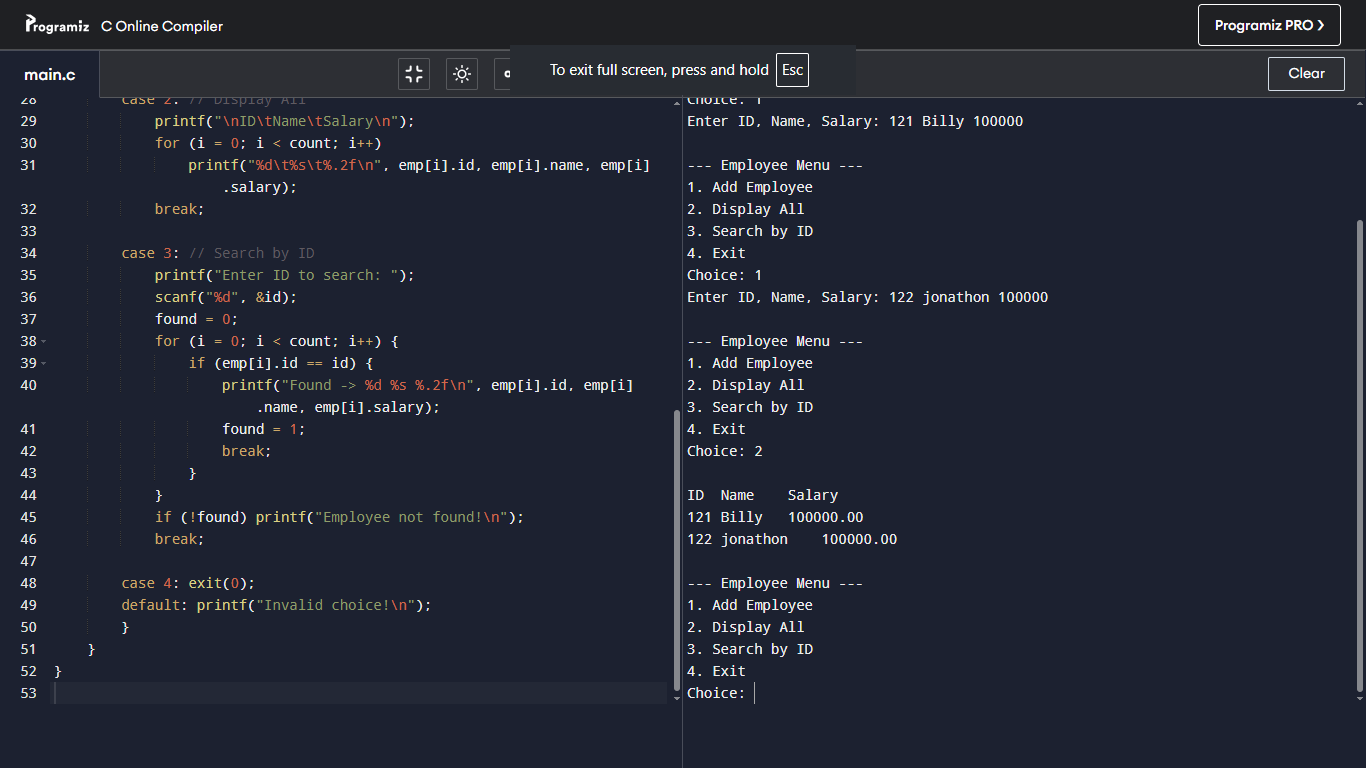 Programiz C Online Compiler
Programiz PRO ❯
To exit full screen, press and hold Esc
main.c
Clear
28 case 2: // Display All
29 printf("\nID\tName\tSalary\n");
30 for (i = 0; i < count; i++)
31 printf("%d\t%s\t%.2f\n", emp[i].id, emp[i].name, emp[i]
.salary);
32 break;
33
34 case 3: // Search by ID
35 printf("Enter ID to search: ");
36 scanf("%d", &id);
37 found = 0;
38 for (i = 0; i < count; i++) {
39 if (emp[i].id == id) {
40 printf("Found -> %d %s %.2f\n", emp[i].id, emp[i]
.name, emp[i].salary);
41 found = 1;
42 break;
43 }
44 }
45 if (!found) printf("Employee not found!\n");
46 break;
47
48 case 4: exit(0);
49 default: printf("Invalid choice!\n");
50 }
51 }
52 }
53
Choice: 1
Enter ID, Name, Salary: 121 Billy 100000
--- Employee Menu ---
1. Add Employee
2. Display All
3. Search by ID
4. Exit
Choice: 1
Enter ID, Name, Salary: 122 jonathon 100000
--- Employee Menu ---
1. Add Employee
2. Display All
3. Search by ID
4. Exit
Choice: 2
ID Name Salary
121 Billy 100000.00
122 jonathon 100000.00
--- Employee Menu ---
1. Add Employee
2. Display All
3. Search by ID
4. Exit
Choice: